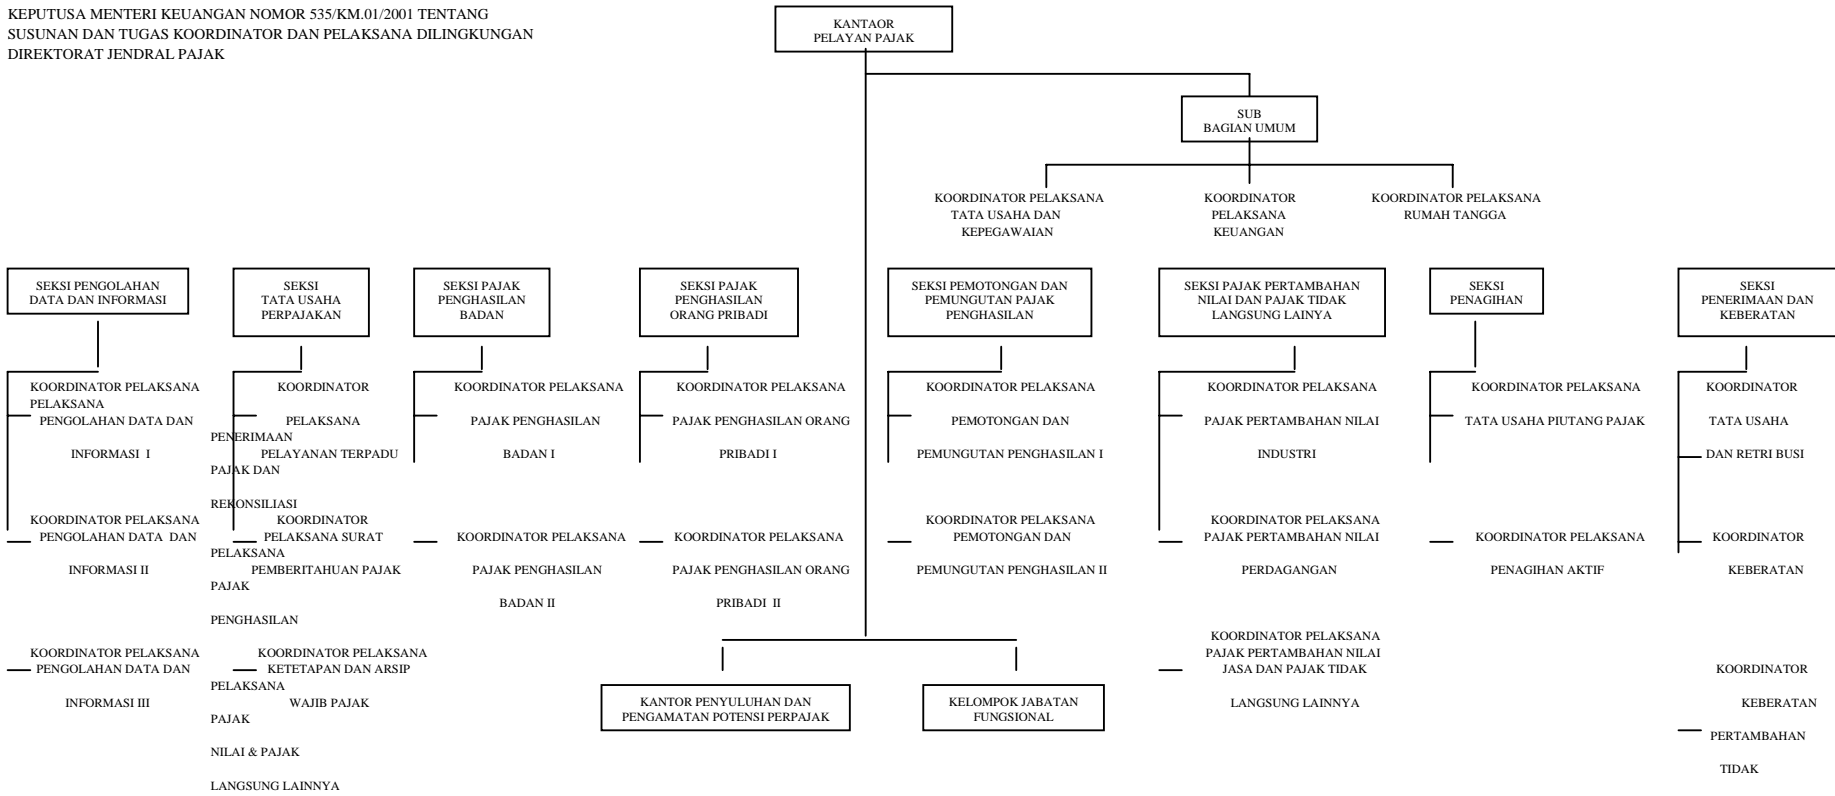 KEPUTUSA MENTERI KEUANGAN NOMOR 535/KM.01/2001 TENTANG
SUSUNAN DAN TUGAS KOORDINATOR DAN PELAKSANA DILINGKUNGAN
DIREKTORAT JENDRAL PAJAK
KANTAOR
PELAYAN PAJAK
SUB
BAGIAN UMUM
KOORDINATOR PELAKSANA
TATA USAHA DAN
KEPEGAWAIAN
KOORDINATOR
PELAKSANA
KEUANGAN
KOORDINATOR PELAKSANA
RUMAH TANGGA
SEKSI PENGOLAHAN
DATA DAN INFORMASI
SEKSI
TATA USAHA
PERPAJAKAN
SEKSI PAJAK
PENGHASILAN
BADAN
SEKSI PAJAK
PENGHASILAN
ORANG PRIBADI
SEKSI PEMOTONGAN DAN
PEMUNGUTAN PAJAK
PENGHASILAN
SEKSI PAJAK PERTAMBAHAN
NILAI DAN PAJAK TIDAK
LANGSUNG LAINYA
SEKSI
PENAGIHAN
SEKSI
PENERIMAAN DAN
KEBERATAN
KOORDINATOR PELAKSANA
PELAKSANA
PENGOLAHAN DATA DAN
INFORMASI I
KOORDINATOR
PELAKSANA
PENERIMAAN
PELAYANAN TERPADU
PAJAK DAN
REKONSILIASI
KOORDINATOR PELAKSANA
PAJAK PENGHASILAN
BADAN I
KOORDINATOR PELAKSANA
PAJAK PENGHASILAN ORANG
PRIBADI I
KOORDINATOR PELAKSANA
PEMOTONGAN DAN
PEMUNGUTAN PENGHASILAN I
KOORDINATOR PELAKSANA
PAJAK PERTAMBAHAN NILAI
INDUSTRI
KOORDINATOR PELAKSANA
TATA USAHA PIUTANG PAJAK
KOORDINATOR
TATA USAHA
DAN RETRI BUSI
KOORDINATOR PELAKSANA
PENGOLAHAN DATA DAN
INFORMASI II
KOORDINATOR
PELAKSANA SURAT
PELAKSANA
PEMBERITAHUAN PAJAK
PAJAK
PENGHASILAN
KOORDINATOR PELAKSANA
PAJAK PENGHASILAN
BADAN II
KOORDINATOR PELAKSANA
PAJAK PENGHASILAN ORANG
PRIBADI II
KOORDINATOR PELAKSANA
PEMOTONGAN DAN
PEMUNGUTAN PENGHASILAN II
KOORDINATOR PELAKSANA
PAJAK PERTAMBAHAN NILAI
PERDAGANGAN
KOORDINATOR PELAKSANA
PENAGIHAN AKTIF
KOORDINATOR
KEBERATAN
KOORDINATOR PELAKSANA
PENGOLAHAN DATA DAN
INFORMASI III
KOORDINATOR PELAKSANA
KETETAPAN DAN ARSIP
PELAKSANA
WAJIB PAJAK
PAJAK
NILAI & PAJAK
LANGSUNG LAINNYA
KOORDINATOR PELAKSANA
PAJAK PERTAMBAHAN NILAI
JASA DAN PAJAK TIDAK
LANGSUNG LAINNYA
KOORDINATOR
KEBERATAN
PERTAMBAHAN
TIDAK
KANTOR PENYULUHAN DAN
PENGAMATAN POTENSI PERPAJAK
KELOMPOK JABATAN
FUNGSIONAL